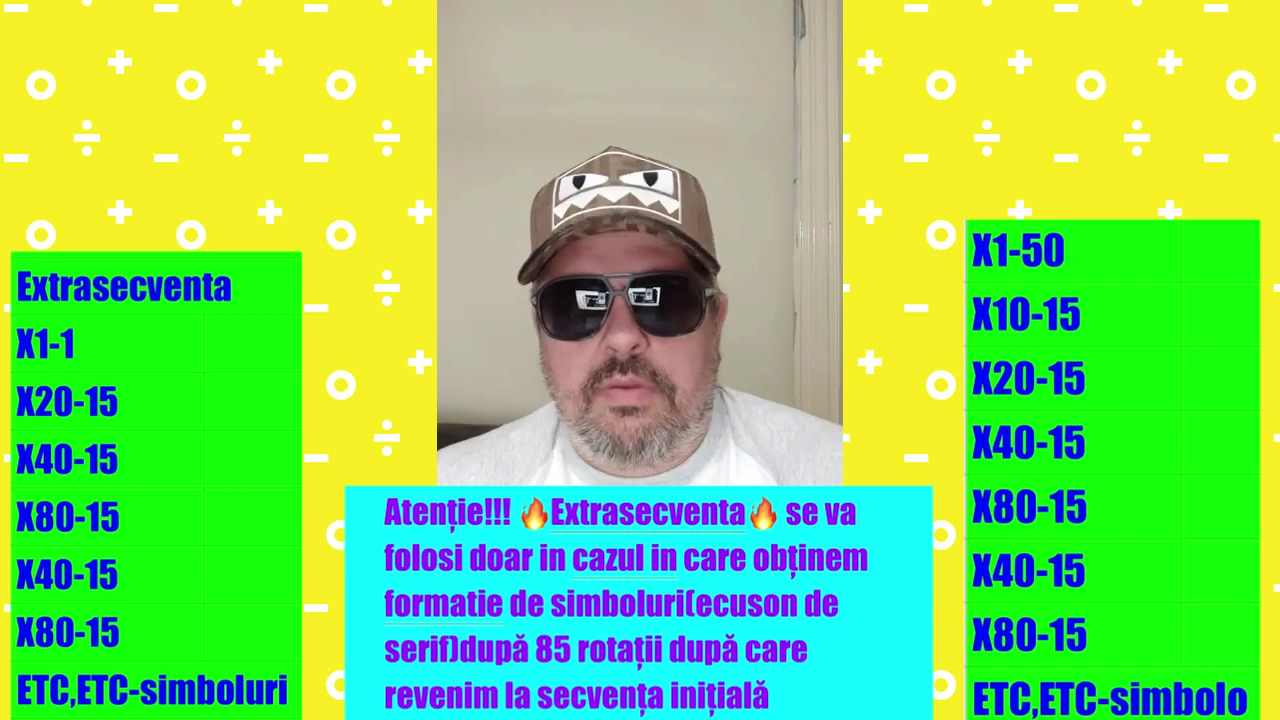 Extrasecventa
X1-1
X20-15
X40-15
X80-15
X40-15
X80-15
ETC,ETC-simboluri
Atenție!!! 🔥Extrasecventa🔥 se va
folosi doar in cazul in care obținem
formatie de simboluri(ecuson de
serif)după 85 rotații după care
revenim la secvența inițială
X1-50
X10-15
X20-15
X40-15
X80-15
X40-15
X80-15
ETC,ETC-simbolo